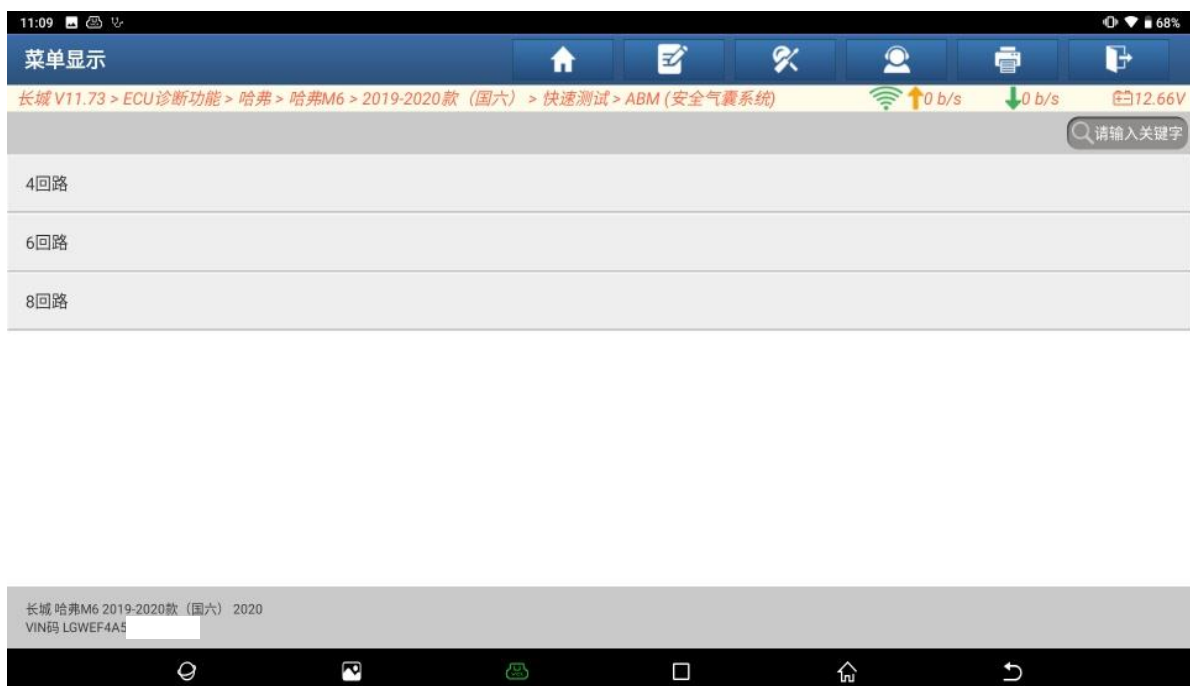 11:09 68%
菜单显示
长城 V11.73 > ECU诊断功能 > 哈弗 > 哈弗M6 > 2019-2020款（国六） > 快速测试 > ABM (安全气囊系统) 0 b/s 0 b/s 12.66V
请输入关键字
4回路
6回路
8回路
长城 哈弗M6 2019-2020款（国六） 2020
VIN码 LGWEF4A5